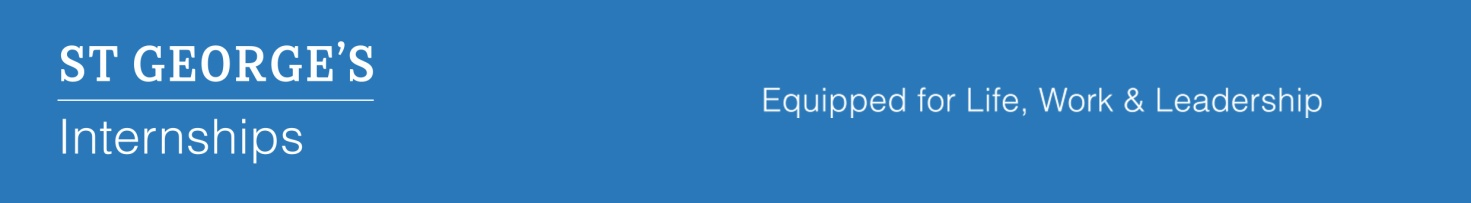 ST GEORGE’S
Internships
Equipped for Life, Work & Leadership